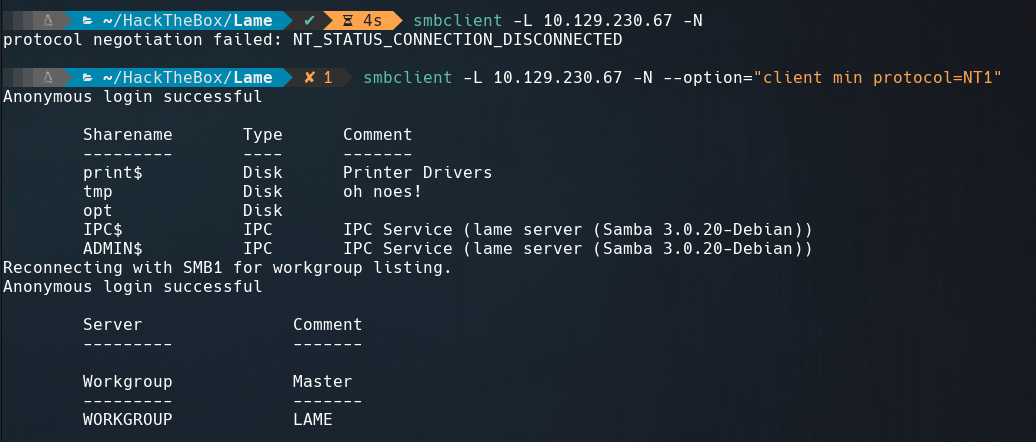 ~/HackTheBox/Lame ✔ ⌛ 4s smbclient -L 10.129.230.67 -N
protocol negotiation failed: NT_STATUS_CONNECTION_DISCONNECTED
~/HackTheBox/Lame ✘ 1 smbclient -L 10.129.230.67 -N --option="client min protocol=NT1"
Anonymous login successful
Sharename Type Comment
--------- ---- -------
print$ Disk Printer Drivers
tmp Disk oh noes!
opt Disk
IPC$ IPC IPC Service (lame server (Samba 3.0.20-Debian))
ADMIN$ IPC IPC Service (lame server (Samba 3.0.20-Debian))
Reconnecting with SMB1 for workgroup listing.
Anonymous login successful
Server Comment
--------- -------
Workgroup Master
--------- -------
WORKGROUP LAME